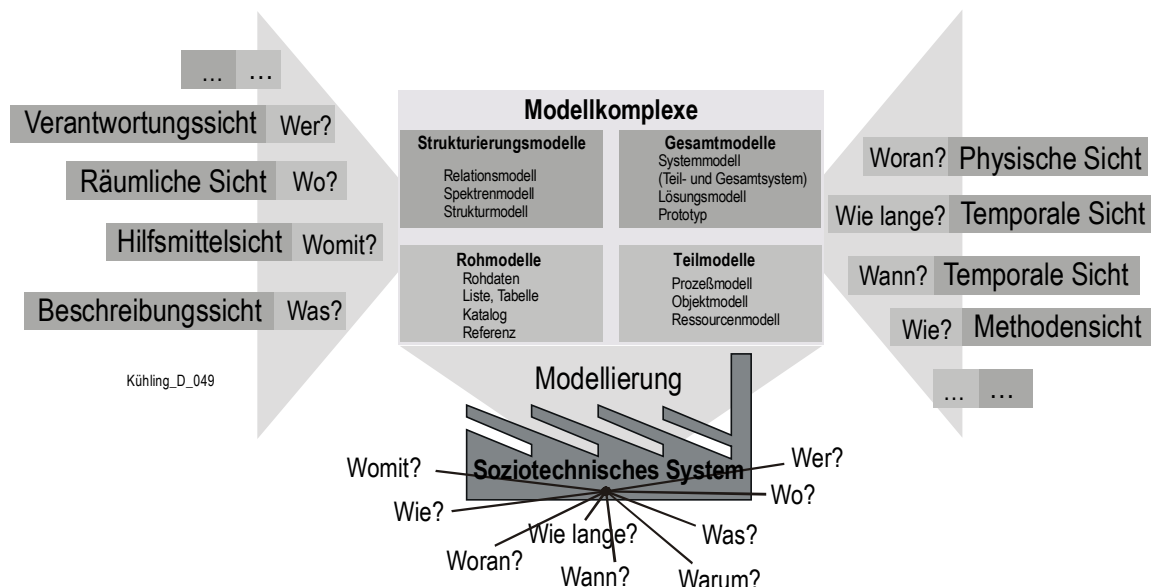 ... ...
Verantwortungssicht Wer?
Räumliche Sicht Wo?
Hilfsmittelsicht Womit?
Beschreibungssicht Was?
Kühling_D_049
Modellkomplexe
Strukturierungsmodelle
Relationsmodell
Spektrenmodell
Strukturmodell
Gesamtmodelle
Systemmodell
(Teil- und Gesamtsystem)
Lösungsmodell
Prototyp
Rohmodelle
Rohdaten
Liste, Tabelle
Katalog
Referenz
Teilmodelle
Prozeßmodell
Objektmodell
Ressourcenmodell
Woran? Physische Sicht
Wie lange? Temporale Sicht
Wann? Temporale Sicht
Wie? Methodensicht
... ...
Modellierung
Soziotechnisches System
Womit?
Wer?
Wie?
Wo?
Wie lange?
Was?
Woran?
Wann?
Warum?